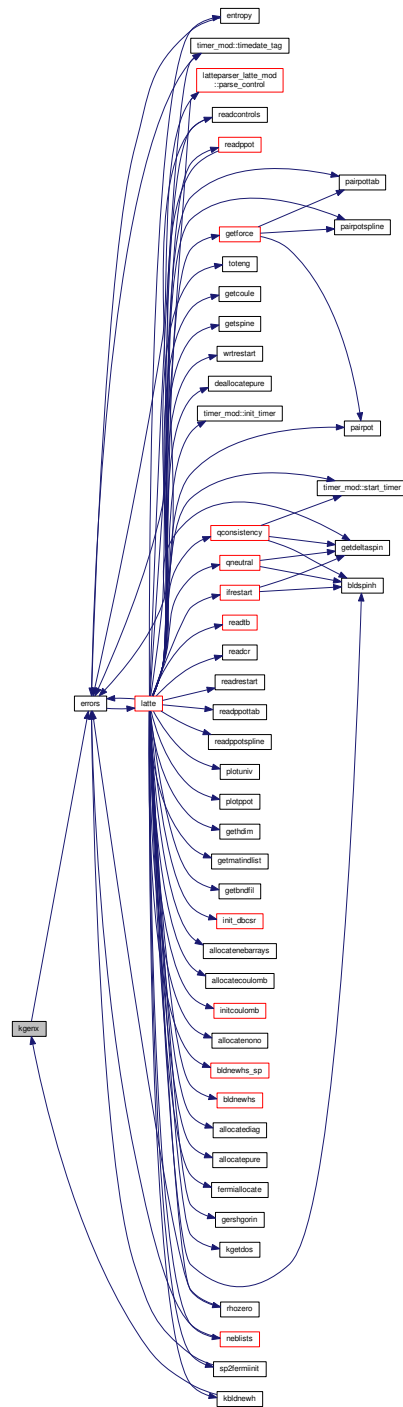 entropy
timer_mod::timedate_tag
latteparser_latte_mod
::parse_control
readcontrols
readppot
pairpottab
pairpotspline
getforce
toteng
getcoule
getspine
wrtrestart
deallocatepure
timer_mod::init_timer
pairpot
timer_mod::start_timer
qconsistency
getdeltaspin
qneutral
bldspinh
ifrestart
readtb
readcr
readrestart
errors
latte
readppottab
readppotspline
plotuniv
plotppot
gethdim
getmatindlist
getbndfil
init_dbcsr
allocatenebarrays
allocatecoulomb
initcoulomb
kgenx
allocatenono
bldnewhs_sp
bldnewhs
allocatediag
allocatepure
fermiallocate
gershgorin
kgetdos
rhozero
neblists
sp2fermiinit
kbldnewh